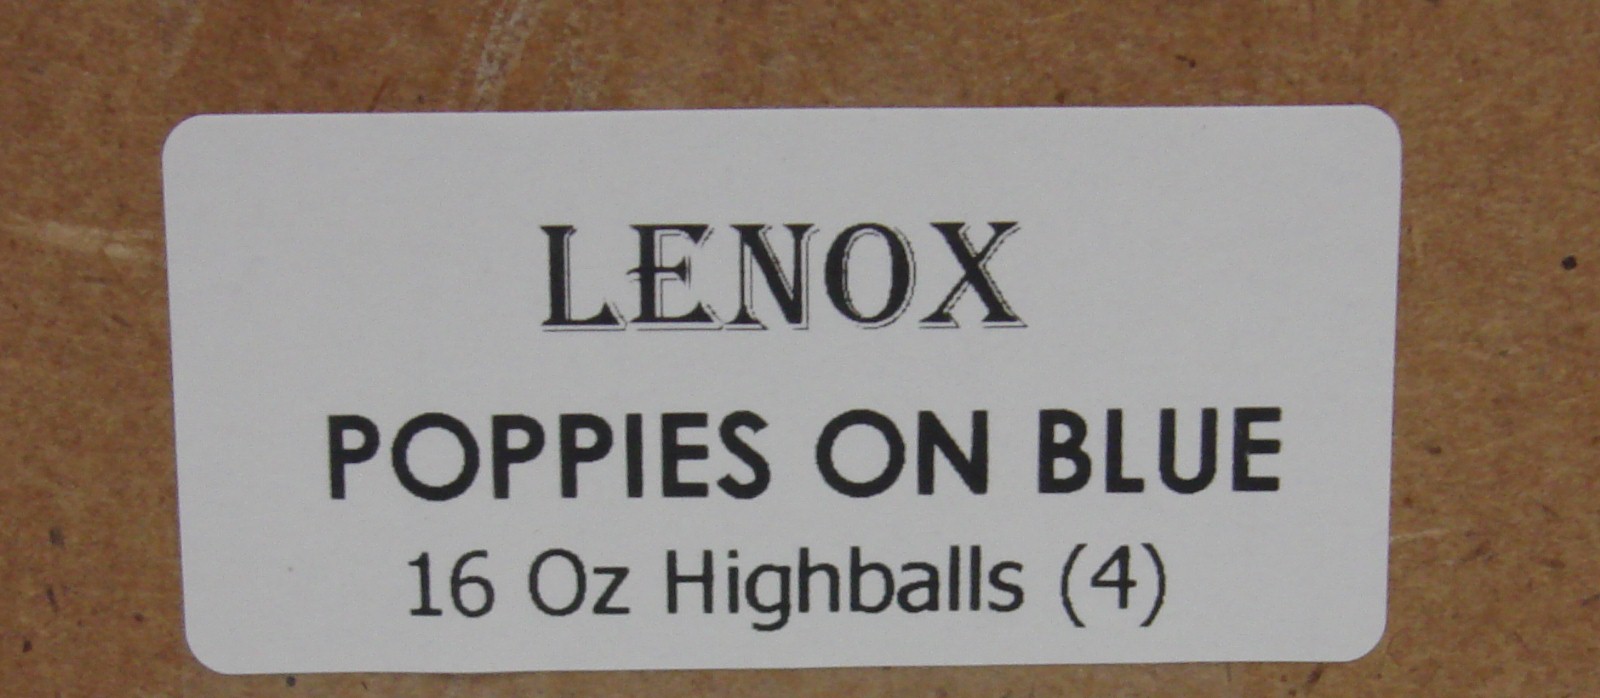 LENOX
POPPIES ON BLUE
16 Oz Highballs (4)